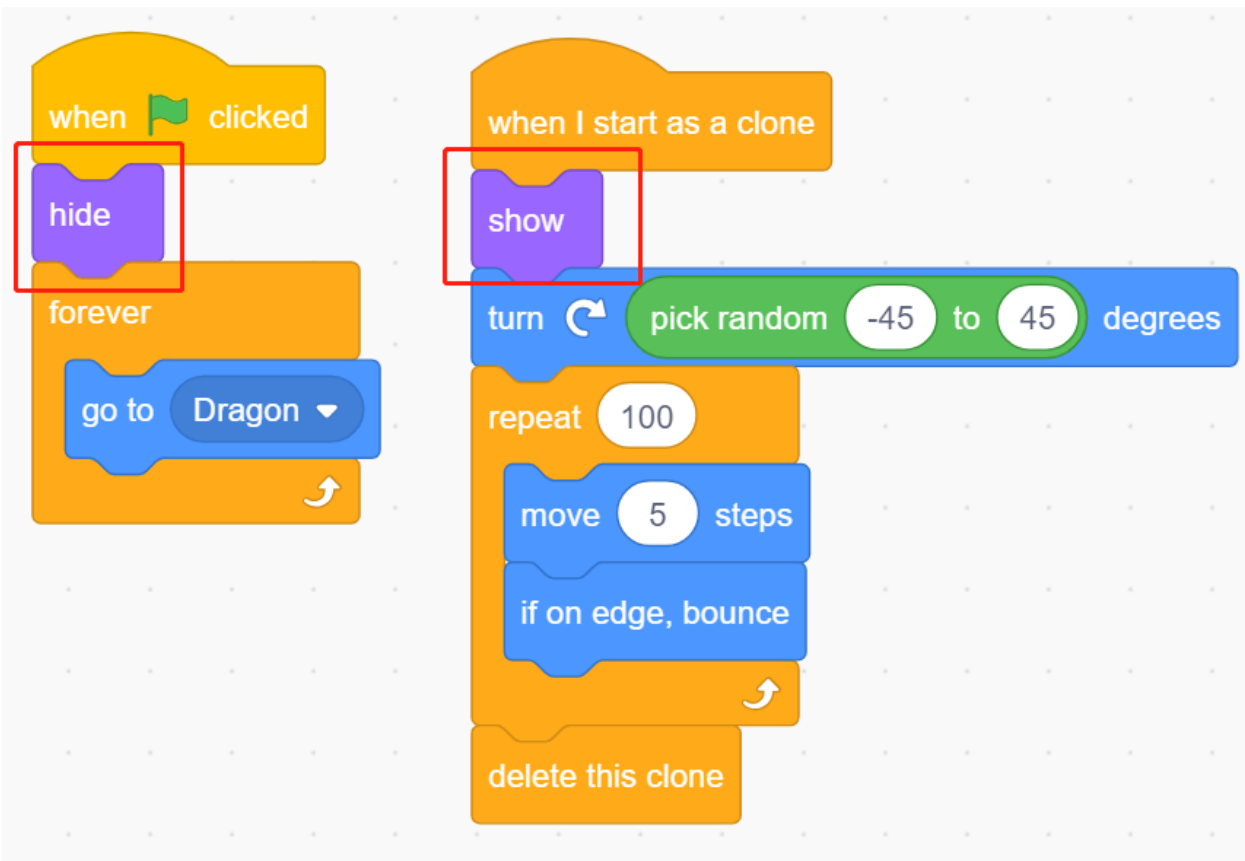 when clicked
hide
forever
go to Dragon
when I start as a clone
show
turn pick random -45 to 45 degrees
repeat 100
move 5 steps
if on edge, bounce
delete this clone